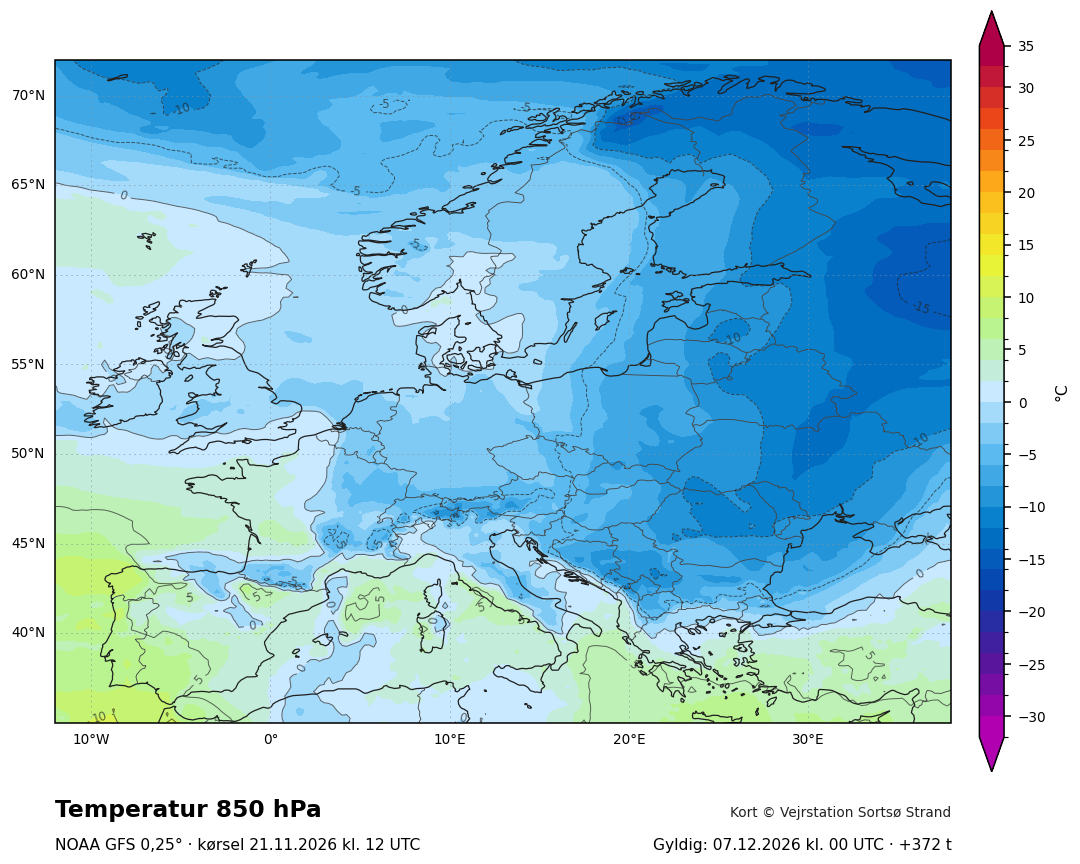 70°N
65°N
60°N
55°N
50°N
45°N
40°N
10°W
0°
10°E
20°E
30°E
35
30
25
20
15
10
5
0
−5
−10
−15
−20
−25
−30
°C
Temperatur 850 hPa
Kort © Vejrstation Sortsø Strand
NOAA GFS 0,25° · kørsel 21.11.2026 kl. 12 UTC
Gyldig: 07.12.2026 kl. 00 UTC · +372 t